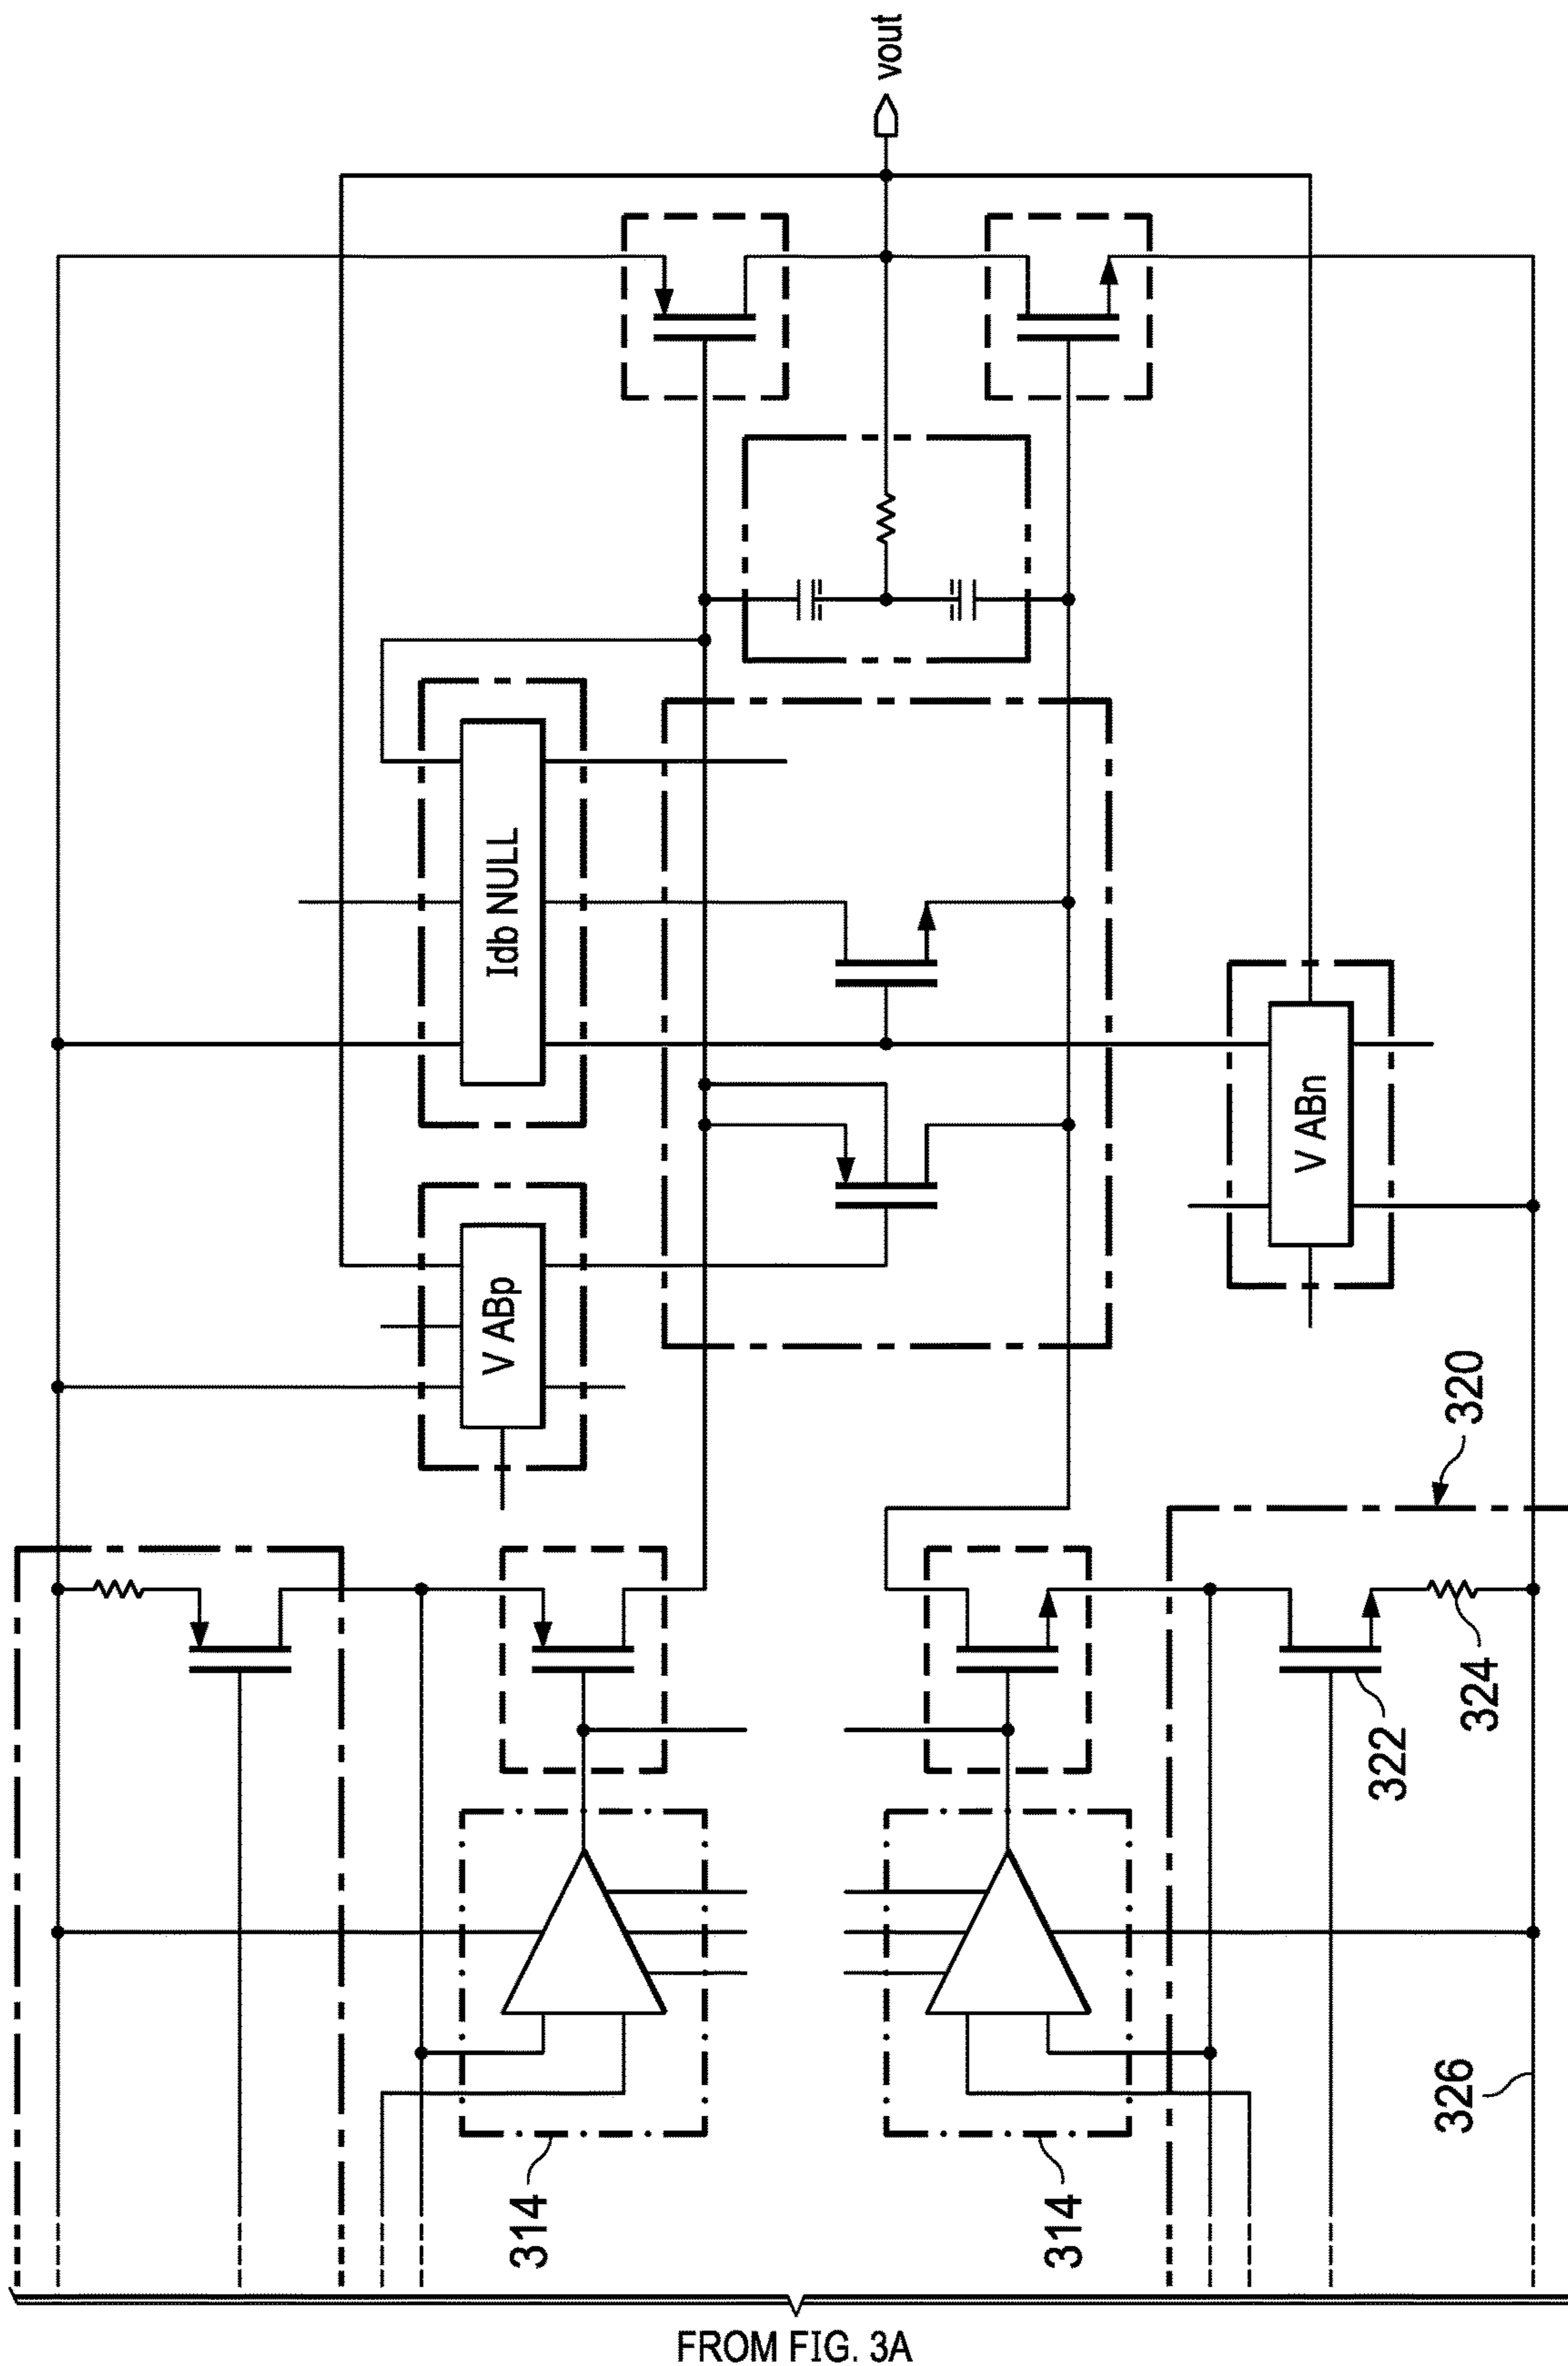 vout
Idb NULL
V ABp
V ABn
320
324
322
326
314
314
FROM FIG. 3A